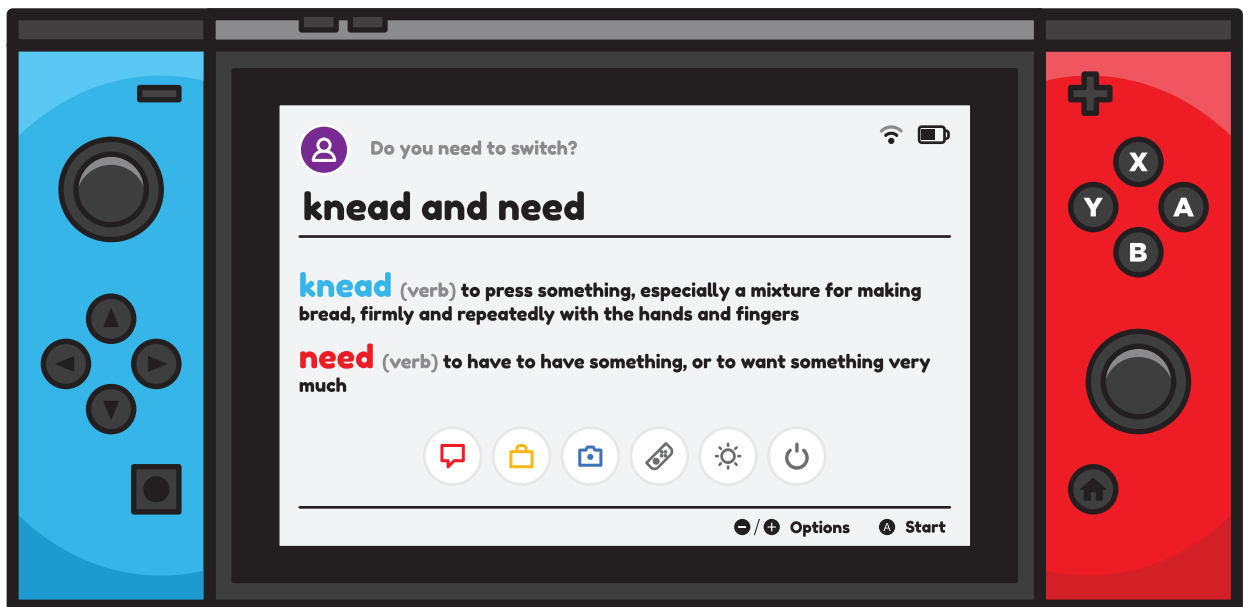 Do you need to switch?
knead and need
knead (verb) to press something, especially a mixture for making
bread, firmly and repeatedly with the hands and fingers
need (verb) to have to have something, or to want something very
much
/ Options A Start
X
Y A
B